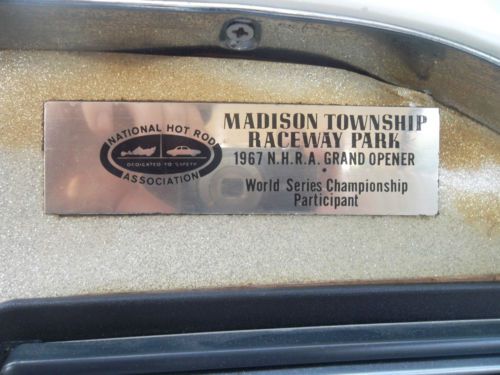 NATIONAL HOT ROD
DEDICATED TO SAFETY
ASSOCIATION
MADISON TOWNSHIP
RACEWAY PARK
1967 N.H.R.A. GRAND OPENER
•
World Series Championship
Participant